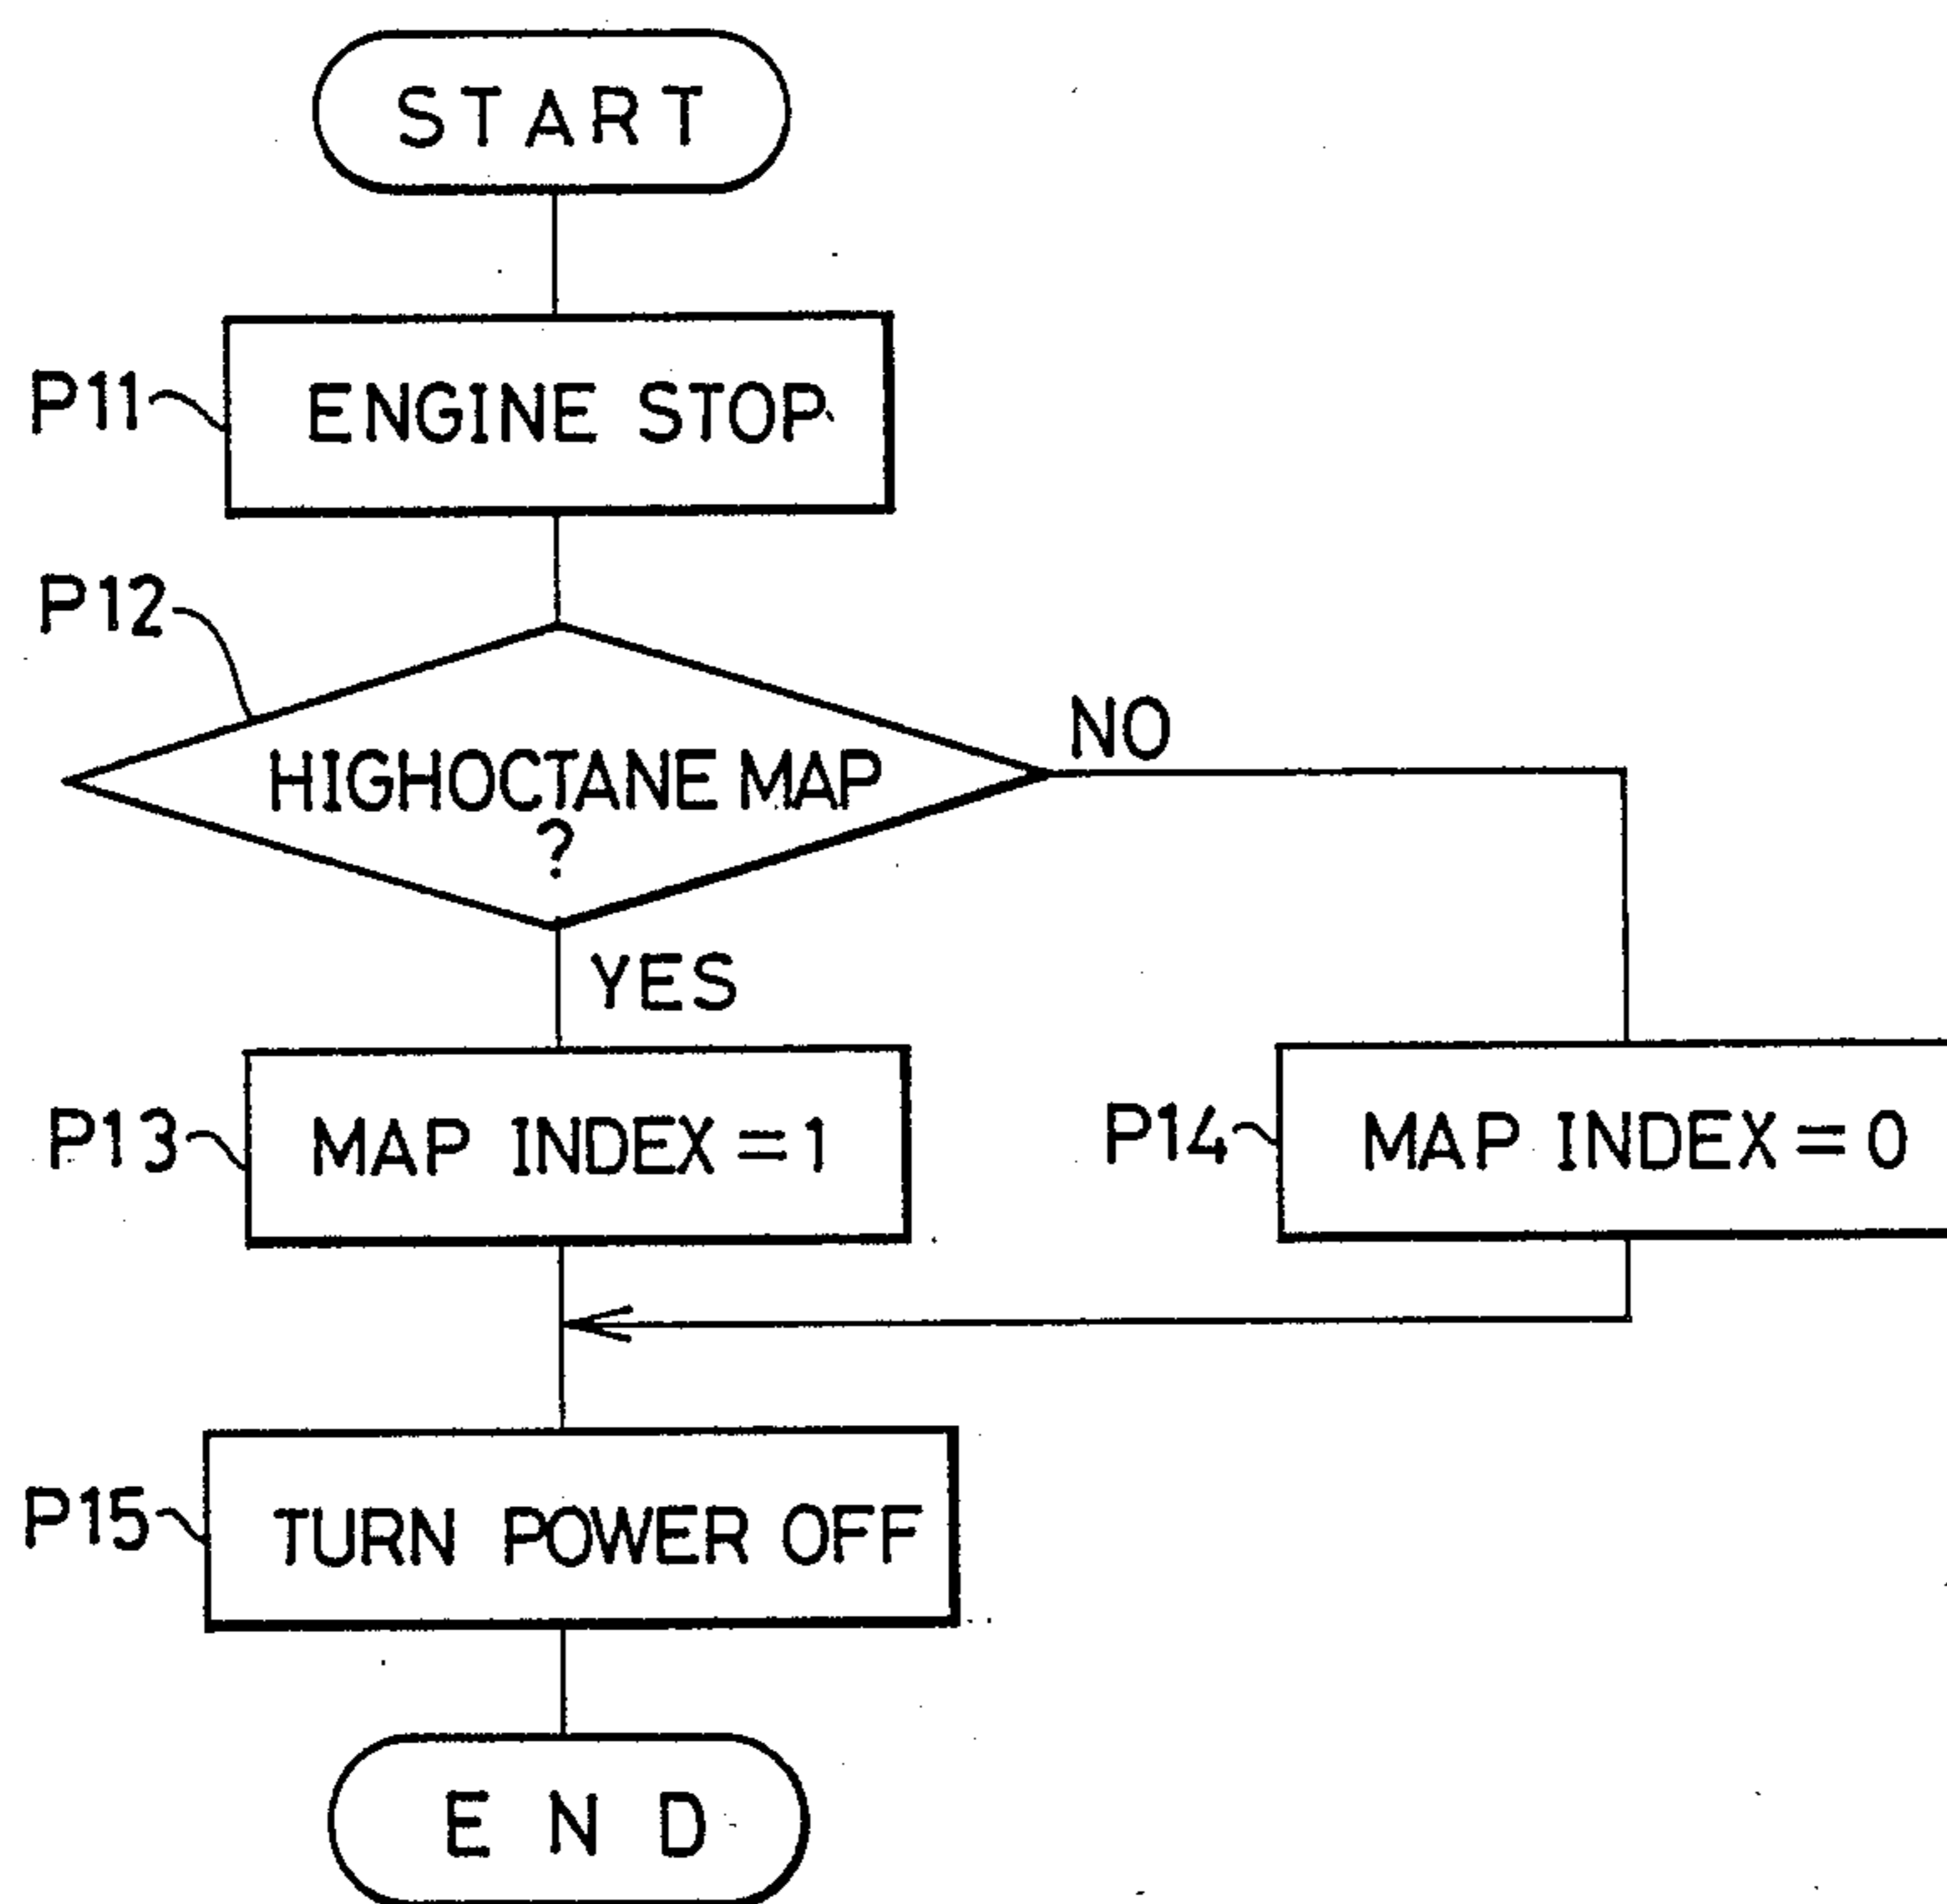 START
P11
ENGINE STOP
P12
HIGHOCTANE MAP
?
NO
YES
P13
MAP INDEX = 1
P14
MAP INDEX = 0
P15
TURN POWER OFF
END